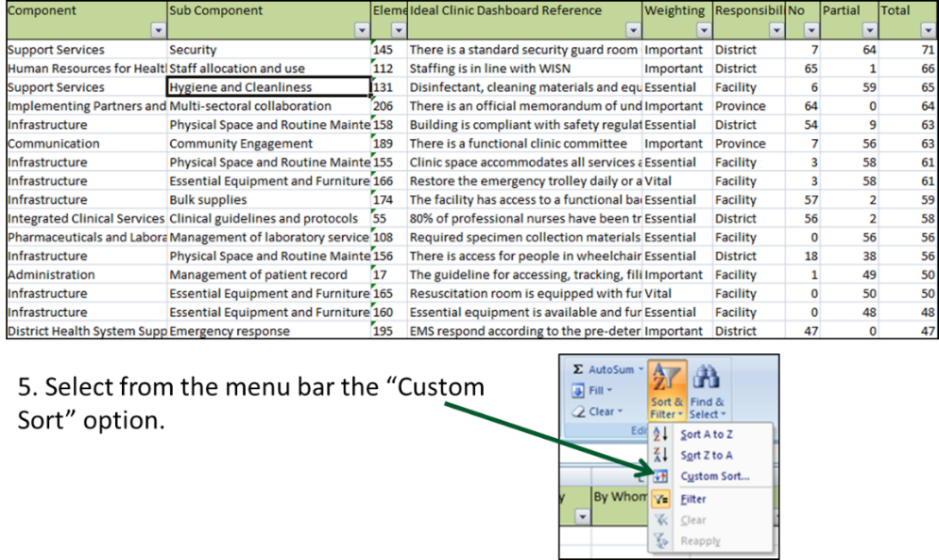 Component Sub Component Eleme Ideal Clinic Dashboard Reference Weighting Responsibili No Partial Total
Support Services Security 145 There is a standard security guard room Important District 7 64 71
Human Resources for Healt Staff allocation and use 112 Staffing is in line with WISN Important District 65 1 66
Support Services Hygiene and Cleanliness 131 Disinfectant, cleaning materials and equ Essential Facility 6 59 65
Implementing Partners and Multi-sectoral collaboration 206 There is an official memorandum of und Important Province 64 0 64
Infrastructure Physical Space and Routine Mainte 158 Building is compliant with safety regulat Essential District 54 9 63
Communication Community Engagement 189 There is a functional clinic committee Important Province 7 56 63
Infrastructure Physical Space and Routine Mainte 155 Clinic space accommodates all services a Essential Facility 3 58 61
Infrastructure Essential Equipment and Furniture 166 Restore the emergency trolley daily or a Vital Facility 3 58 61
Infrastructure Bulk supplies 174 The facility has access to a functional ba Essential Facility 57 2 59
Integrated Clinical Services Clinical guidelines and protocols 55 80% of professional nurses have been tr Essential District 56 2 58
Pharmaceuticals and Labora Management of laboratory service 108 Required specimen collection materials Essential Facility 0 56 56
Infrastructure Physical Space and Routine Mainte 156 There is access for people in wheelchair Essential District 18 38 56
Administration Management of patient record 17 The guideline for accessing, tracking, fili Important Facility 1 49 50
Infrastructure Essential Equipment and Furniture 165 Resuscitation room is equipped with fur Vital Facility 0 50 50
Infrastructure Essential Equipment and Furniture 160 Essential equipment is available and fur Essential Facility 0 48 48
District Health System Supp Emergency response 195 EMS respond according to the pre-deter Important District 47 0 47
5. Select from the menu bar the “Custom
Sort” option.
Σ AutoSum
Fill
Clear
Sort & Filter
Find & Select
Edi
Sort A to Z
Sort Z to A
Custom Sort...
Filter
Clear
Reapply
y By Whom